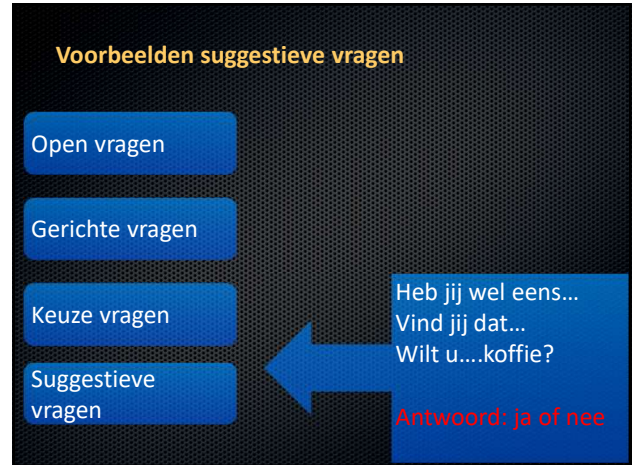 Voorbeelden suggestieve vragen
Open vragen
Gerichte vragen
Keuze vragen
Suggestieve
vragen
Heb jij wel eens…
Vind jij dat…
Wilt u….koffie?
Antwoord: ja of nee